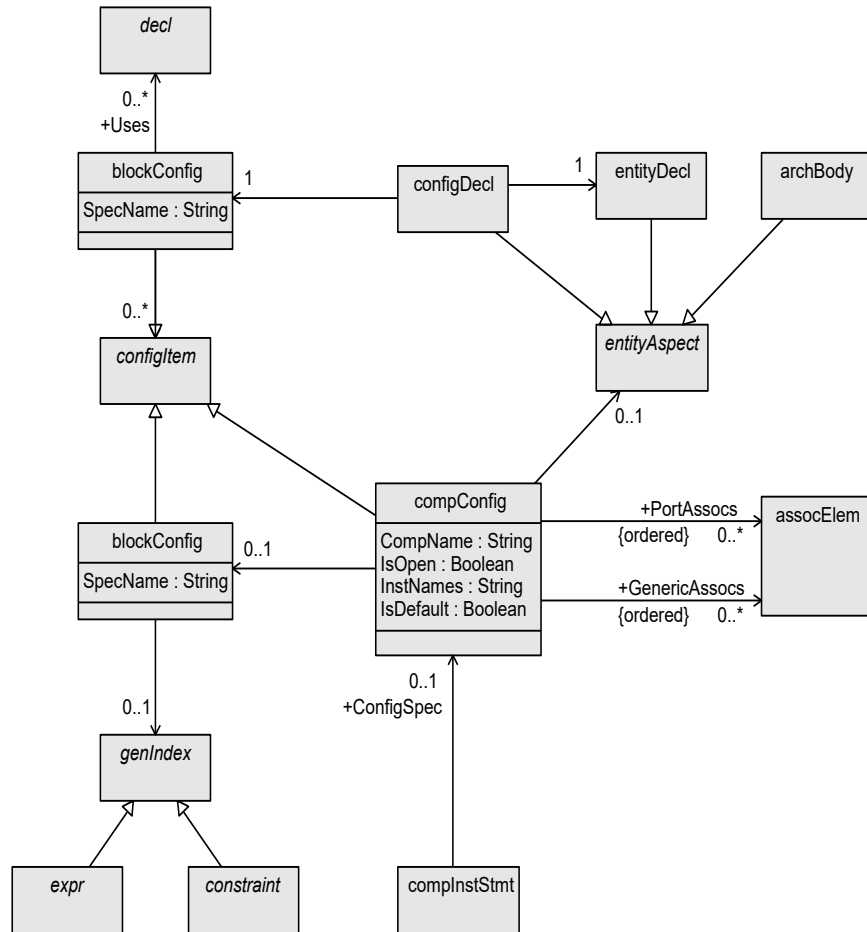 decl
0..*
+Uses
blockConfig
SpecName : String
1
configDecl
1
entityDecl
archBody
0..*
configItem
entityAspect
0..1
blockConfig
SpecName : String
0..1
compConfig
CompName : String
IsOpen : Boolean
InstNames : String
IsDefault : Boolean
+PortAssocs
{ordered} 0..*
+GenericAssocs
{ordered} 0..*
assocElem
0..1
+ConfigSpec
0..1
genIndex
expr
constraint
compInstStmt